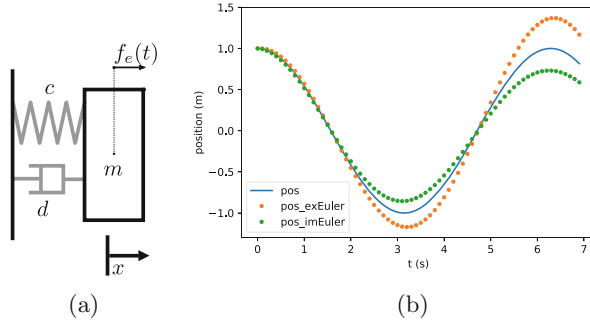 f_e(t)
c
m
d
x
(a)
1.5
1.0
0.5
0.0
−0.5
−1.0
position (m)
pos
pos_exEuler
pos_imEuler
0 1 2 3 4 5 6 7
t (s)
(b)